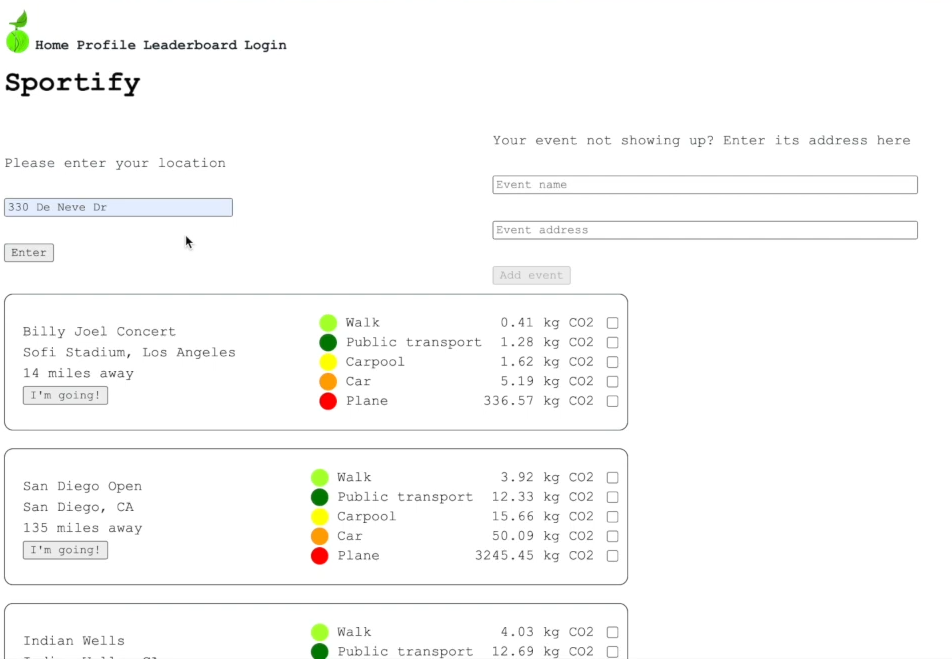 Home Profile Leaderboard Login
Sportify
Please enter your location
330 De Neve Dr
Enter
Your event not showing up? Enter its address here
Event name
Event address
Add event
Billy Joel Concert
Sofi Stadium, Los Angeles
14 miles away
I'm going!
Walk 0.41 kg CO2
Public transport 1.28 kg CO2
Carpool 1.62 kg CO2
Car 5.19 kg CO2
Plane 336.57 kg CO2
San Diego Open
San Diego, CA
135 miles away
I'm going!
Walk 3.92 kg CO2
Public transport 12.33 kg CO2
Carpool 15.66 kg CO2
Car 50.09 kg CO2
Plane 3245.45 kg CO2
Indian Wells
Walk 4.03 kg CO2
Public transport 12.69 kg CO2